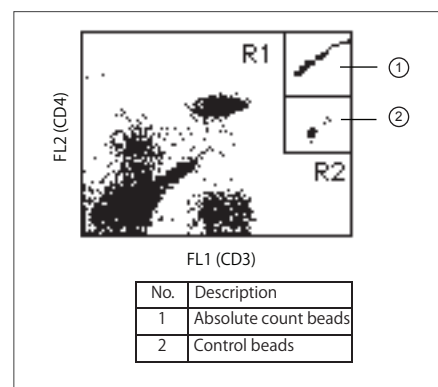 R1
①
②
R2
FL2 (CD4)
FL1 (CD3)
No. Description
1 Absolute count beads
2 Control beads